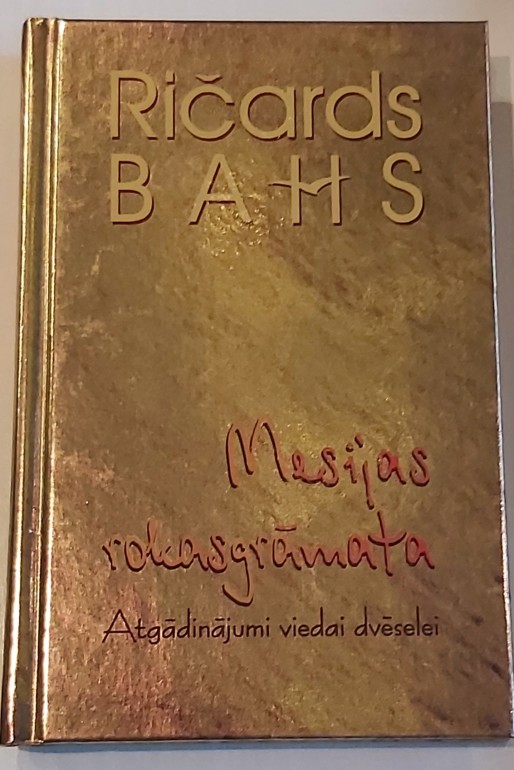 Ričards
BAHS
Mesijas
rokasgrāmata
Atgādinājumi viedai dvēselei